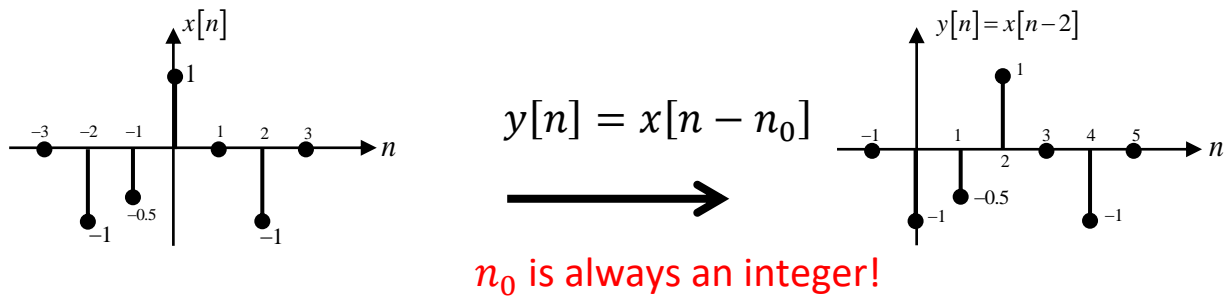 x[n]
1
−3 −2 −1 1 2 3 n
−0.5
−1 −1
y[n] = x[n − n₀]
n₀ is always an integer!
y[n]=x[n−2]
1
−1 1 3 4 5 n
2
−0.5
−1 −1